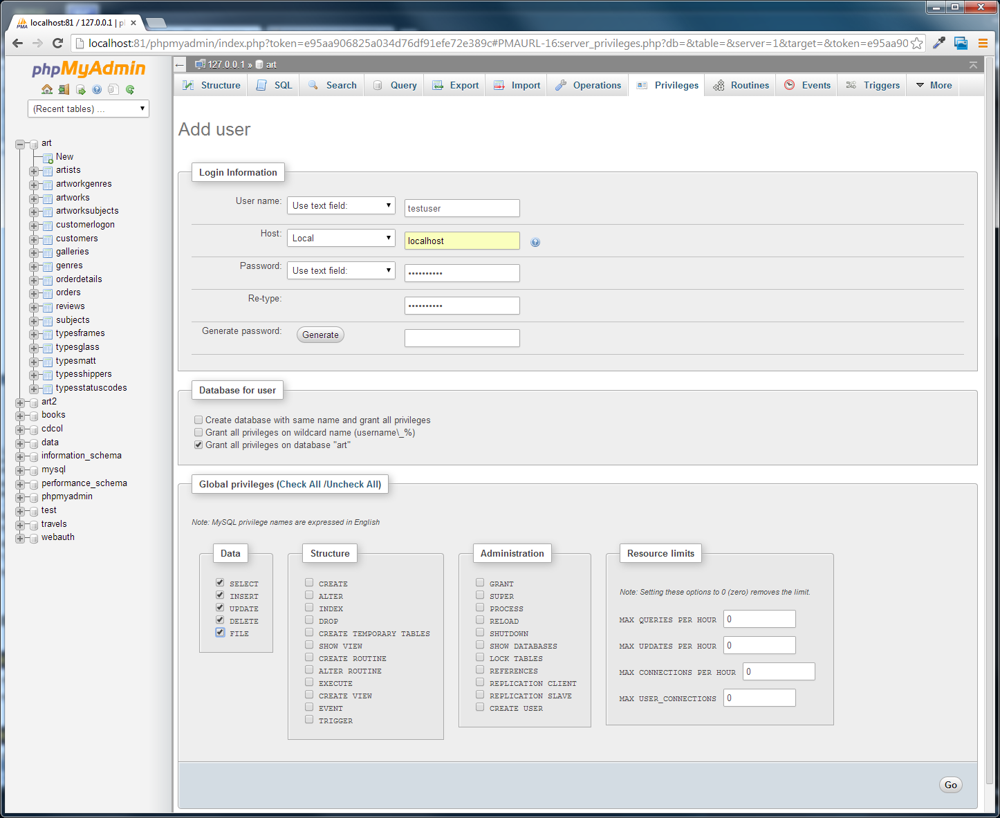 localhost:81 / 127.0.0.1 | pl
localhost:81/phpmyadmin/index.php?token=e95aa906825a034d76df91efe72e389c#PMAURL-16:server_privileges.php?db=&table=&server=1&target=&token=e95aa90
phpMyAdmin
(Recent tables) ...
art
New
artists
artworkgenres
artworks
artworksubjects
customerlogon
customers
galleries
genres
orderdetails
orders
reviews
subjects
typesframes
typesglass
typesmatt
typesshippers
typesstatuscodes
art2
books
cdcol
data
information_schema
mysql
performance_schema
phpmyadmin
test
travels
webauth
127.0.0.1 » art
Structure SQL Search Query Export Import Operations Privileges Routines Events Triggers More
Add user
Login Information
User name: Use text field: testuser
Host: Local localhost
Password: Use text field: ••••••••••
Re-type: ••••••••••
Generate password: Generate
Database for user
Create database with same name and grant all privileges
Grant all privileges on wildcard name (username\_%)
Grant all privileges on database "art"
Global privileges (Check All /Uncheck All)
Note: MySQL privilege names are expressed in English
Data
SELECT
INSERT
UPDATE
DELETE
FILE
Structure
CREATE
ALTER
INDEX
DROP
CREATE TEMPORARY TABLES
SHOW VIEW
CREATE ROUTINE
ALTER ROUTINE
EXECUTE
CREATE VIEW
EVENT
TRIGGER
Administration
GRANT
SUPER
PROCESS
RELOAD
SHUTDOWN
SHOW DATABASES
LOCK TABLES
REFERENCES
REPLICATION CLIENT
REPLICATION SLAVE
CREATE USER
Resource limits
Note: Setting these options to 0 (zero) removes the limit.
MAX QUERIES PER HOUR 0
MAX UPDATES PER HOUR 0
MAX CONNECTIONS PER HOUR 0
MAX USER_CONNECTIONS 0
Go